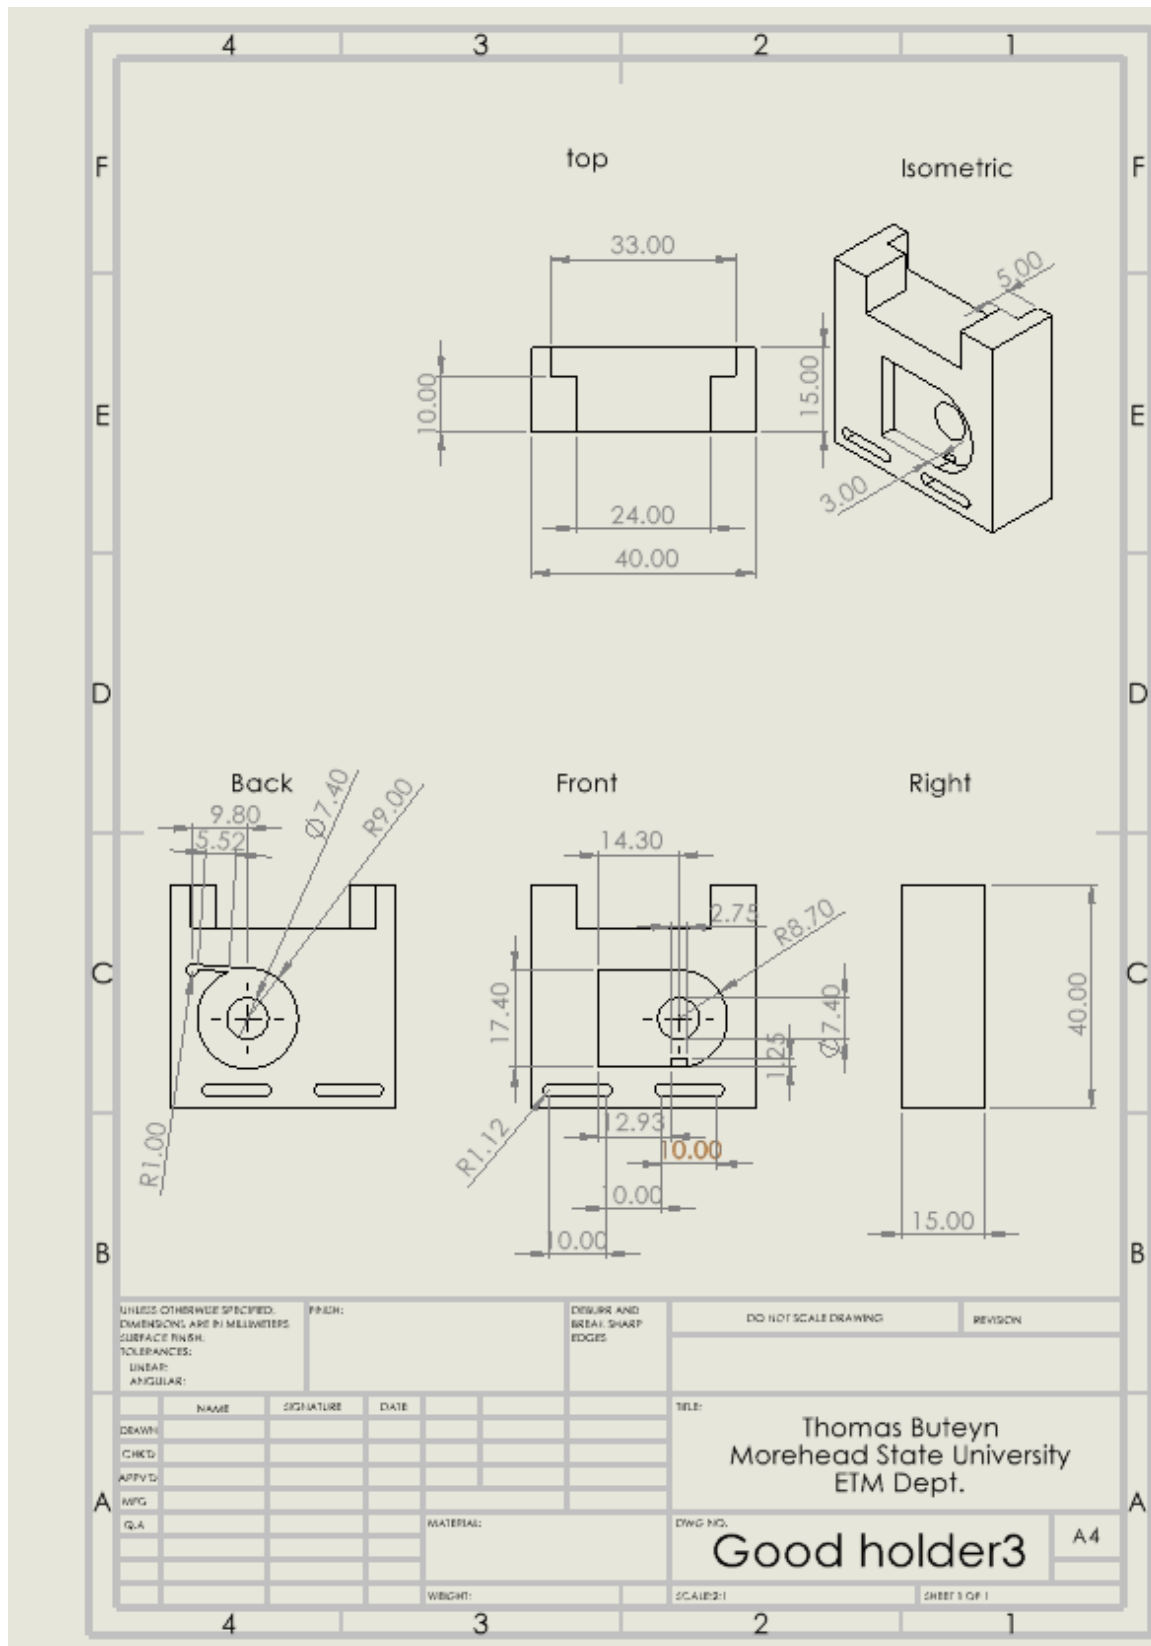 4 3 2 1
F F
top
Isometric
33.00
5.00
10.00
15.00
E E
3.00
24.00
40.00
D D
Back
Front
Right
9.80
Ø7.40
R9.00
5.52
14.30
2.75
R8.70
C C
17.40
Ø7.40
1.25
40.00
R1.00
R1.12
12.93
10.00
10.00
10.00
15.00
B B
UNLESS OTHERWISE SPECIFIED:
DIMENSIONS ARE IN MILLIMETERS
SURFACE FINISH:
TOLERANCES:
LINEAR:
ANGULAR:
FINISH:
DEBURR AND
BREAK SHARP
EDGES
DO NOT SCALE DRAWING
REVISION
NAME SIGNATURE DATE
DRAWN
CHK'D
APPV'D
MFG
Q.A
TITLE:
Thomas Buteyn
Morehead State University
ETM Dept.
A A
MATERIAL:
DWG NO.
Good holder3
A4
WEIGHT:
SCALE:2:1
SHEET 1 OF 1
4 3 2 1